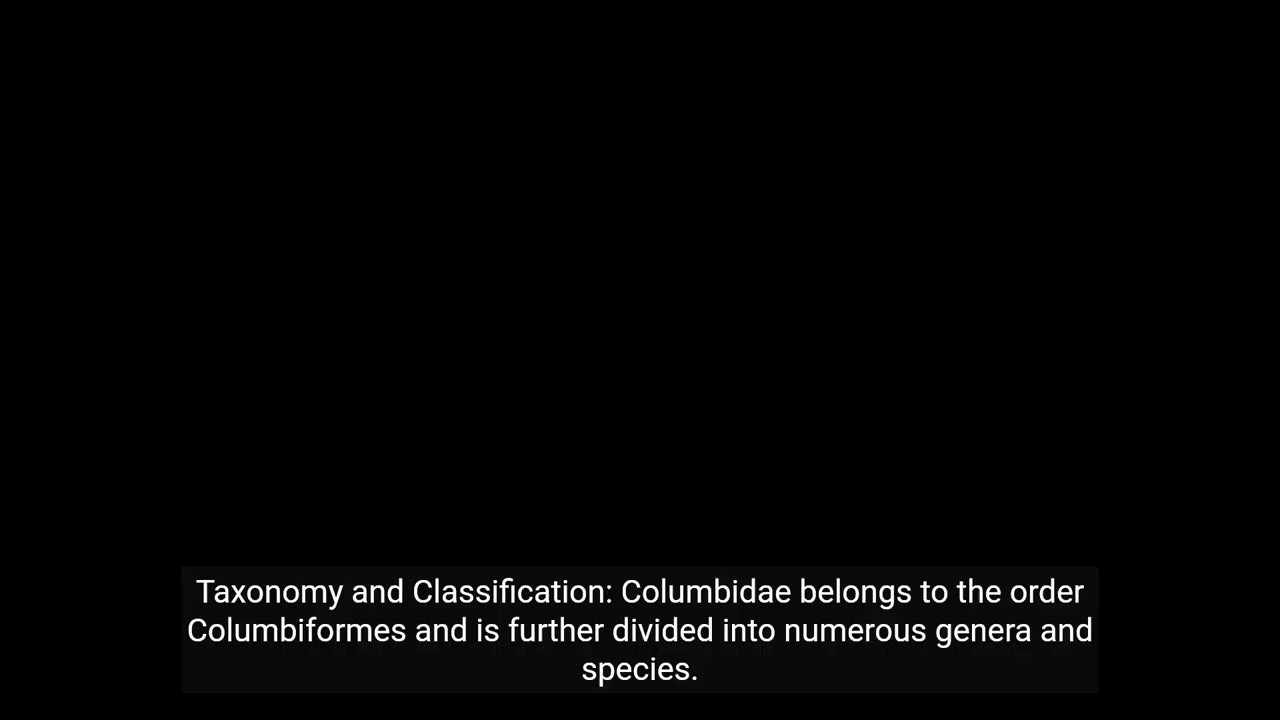 Taxonomy and Classification: Columbidae belongs to the order
Columbiformes and is further divided into numerous genera and
species.